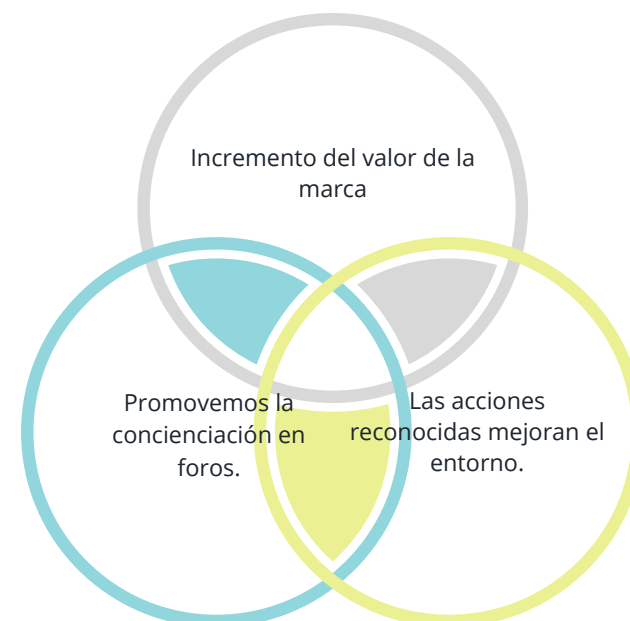 Incremento del valor de la
marca
Promovemos la
concienciación en
foros.
Las acciones
reconocidas mejoran el
entorno.